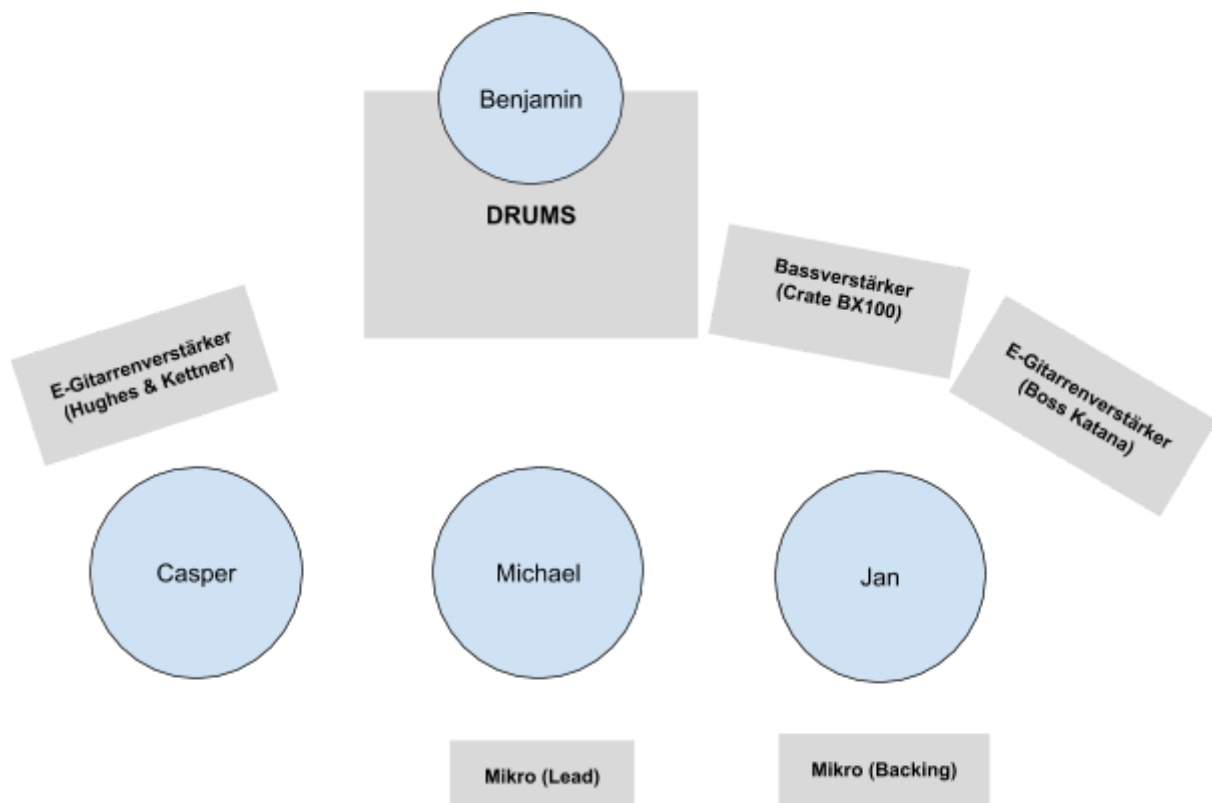 Benjamin
DRUMS
Bassverstärker
(Crate BX100)
E-Gitarrenverstärker
(Hughes & Kettner)
E-Gitarrenverstärker
(Boss Katana)
Casper
Michael
Jan
Mikro (Lead)
Mikro (Backing)